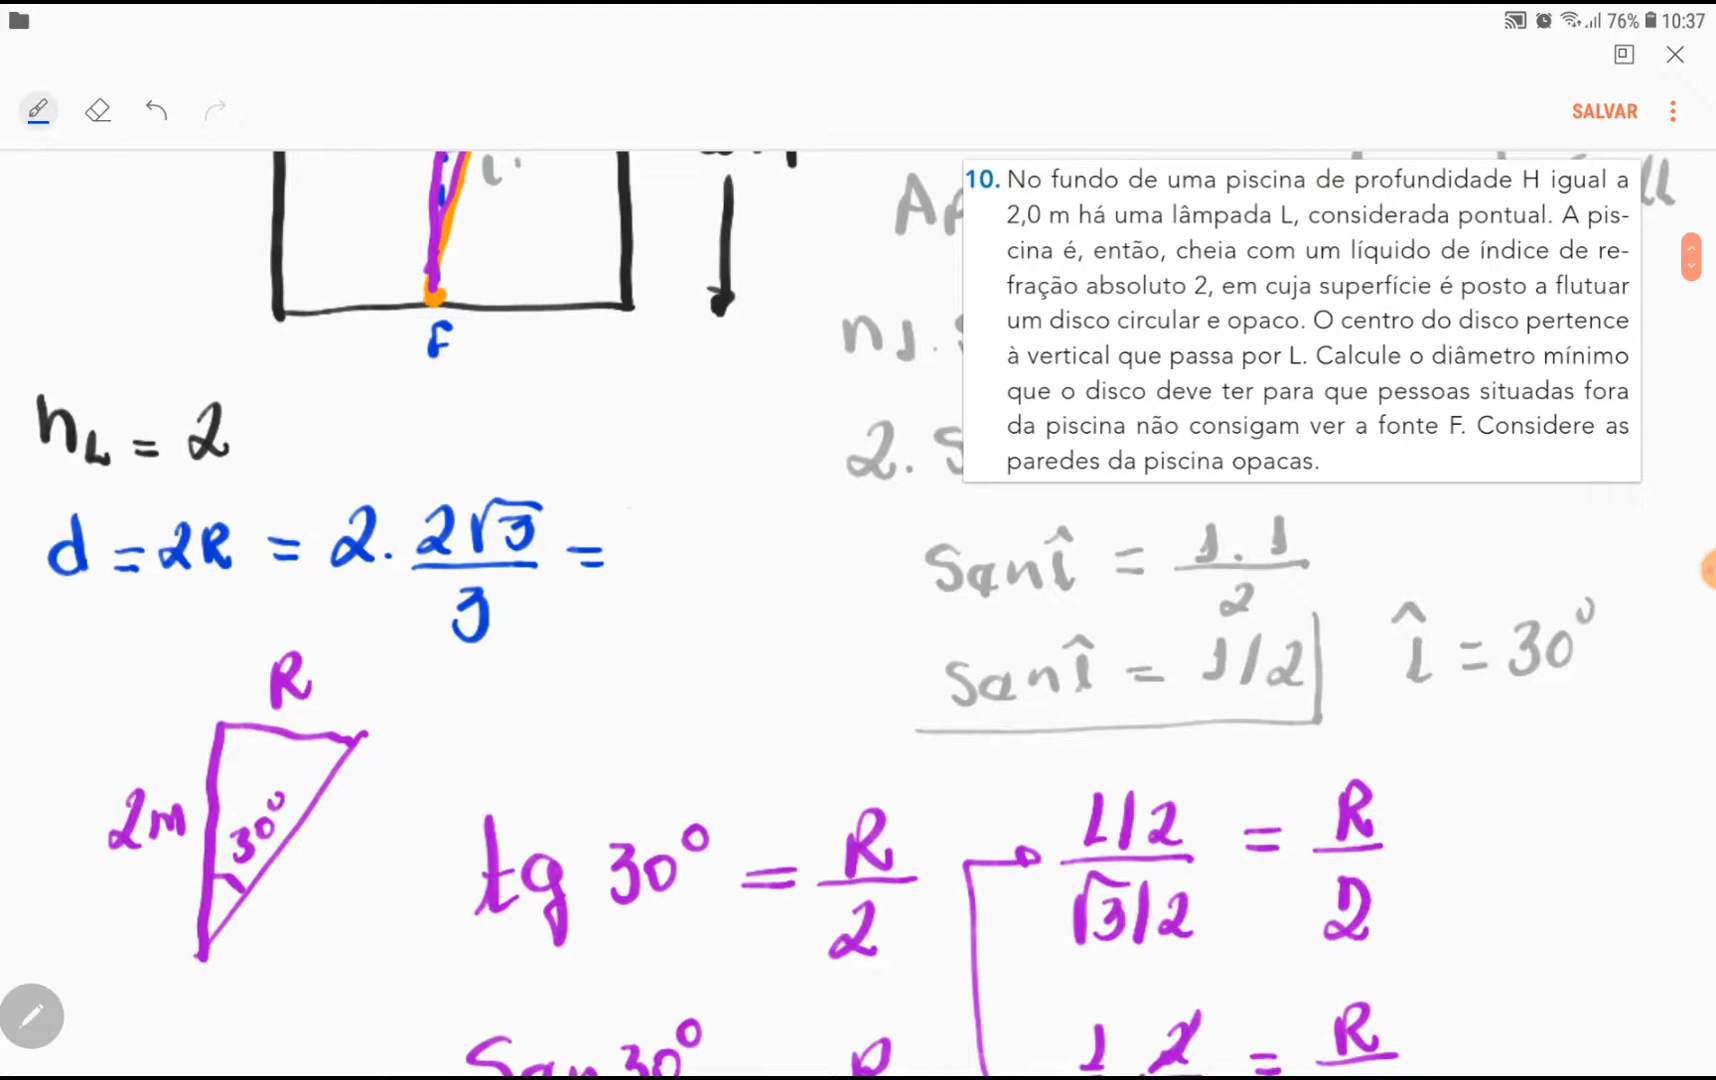 76% 10:37
SALVAR
10. No fundo de uma piscina de profundidade H igual a
2,0 m há uma lâmpada L, considerada pontual. A pis-
cina é, então, cheia com um líquido de índice de re-
fração absoluto 2, em cuja superfície é posto a flutuar
um disco circular e opaco. O centro do disco pertence
à vertical que passa por L. Calcule o diâmetro mínimo
que o disco deve ter para que pessoas situadas fora
da piscina não consigam ver a fonte F. Considere as
paredes da piscina opacas.
F
n1.
2. S
nL = 2
d = 2R = 2. 2√3/3 =
Sen î = 1.1/2
Sen î = 1/2
î = 30°
R
2m
30°
tg 30° = R/2
1/2 / √3/2 = R/2
Sen 30°